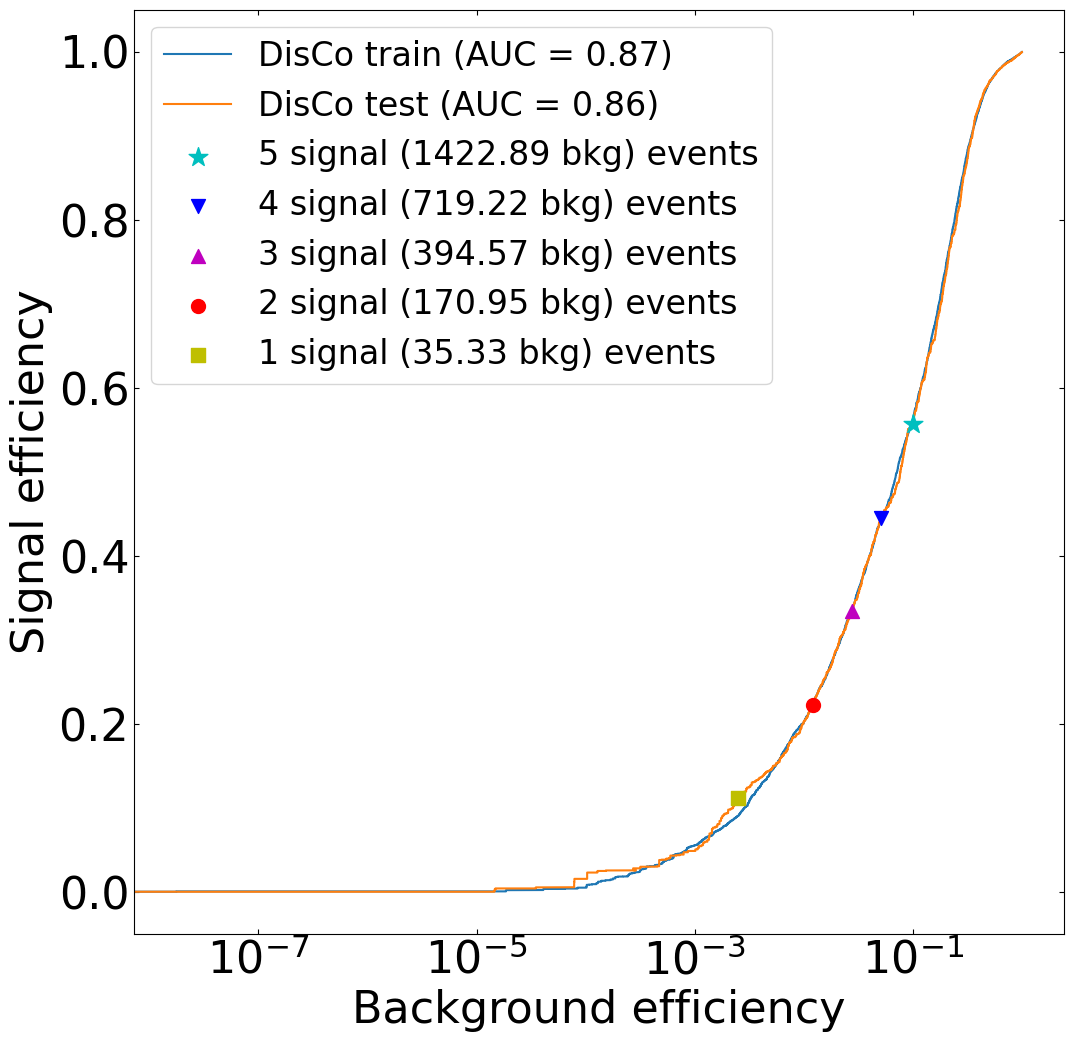 DisCo train (AUC = 0.87)
DisCo test (AUC = 0.86)
5 signal (1422.89 bkg) events
4 signal (719.22 bkg) events
3 signal (394.57 bkg) events
2 signal (170.95 bkg) events
1 signal (35.33 bkg) events
Signal efficiency
1.0
0.8
0.6
0.4
0.2
0.0
10⁻⁷ 10⁻⁵ 10⁻³ 10⁻¹
Background efficiency